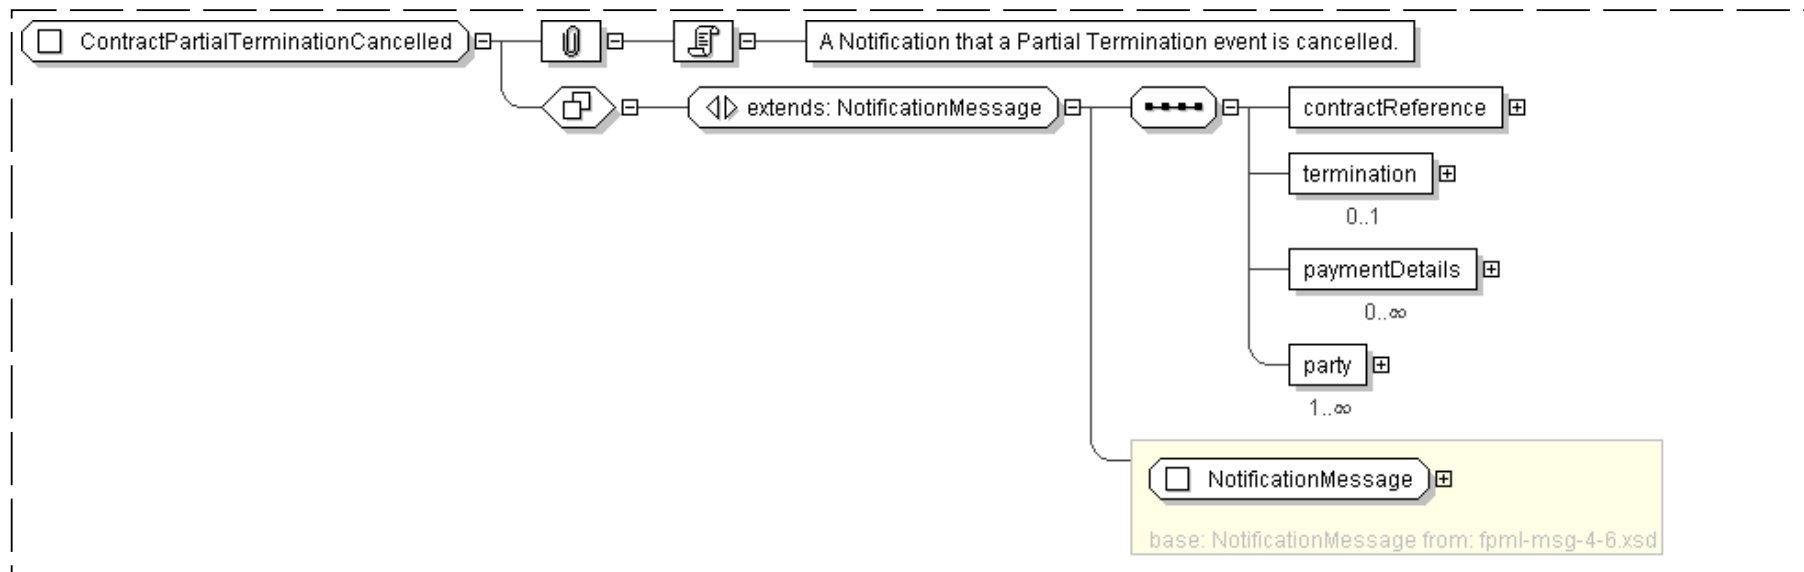 ContractPartialTerminationCancelled
A Notification that a Partial Termination event is cancelled.
extends: NotificationMessage
contractReference
termination
0..1
paymentDetails
0..∞
party
1..∞
NotificationMessage
base: NotificationMessage from: fpml-msg-4-6.xsd